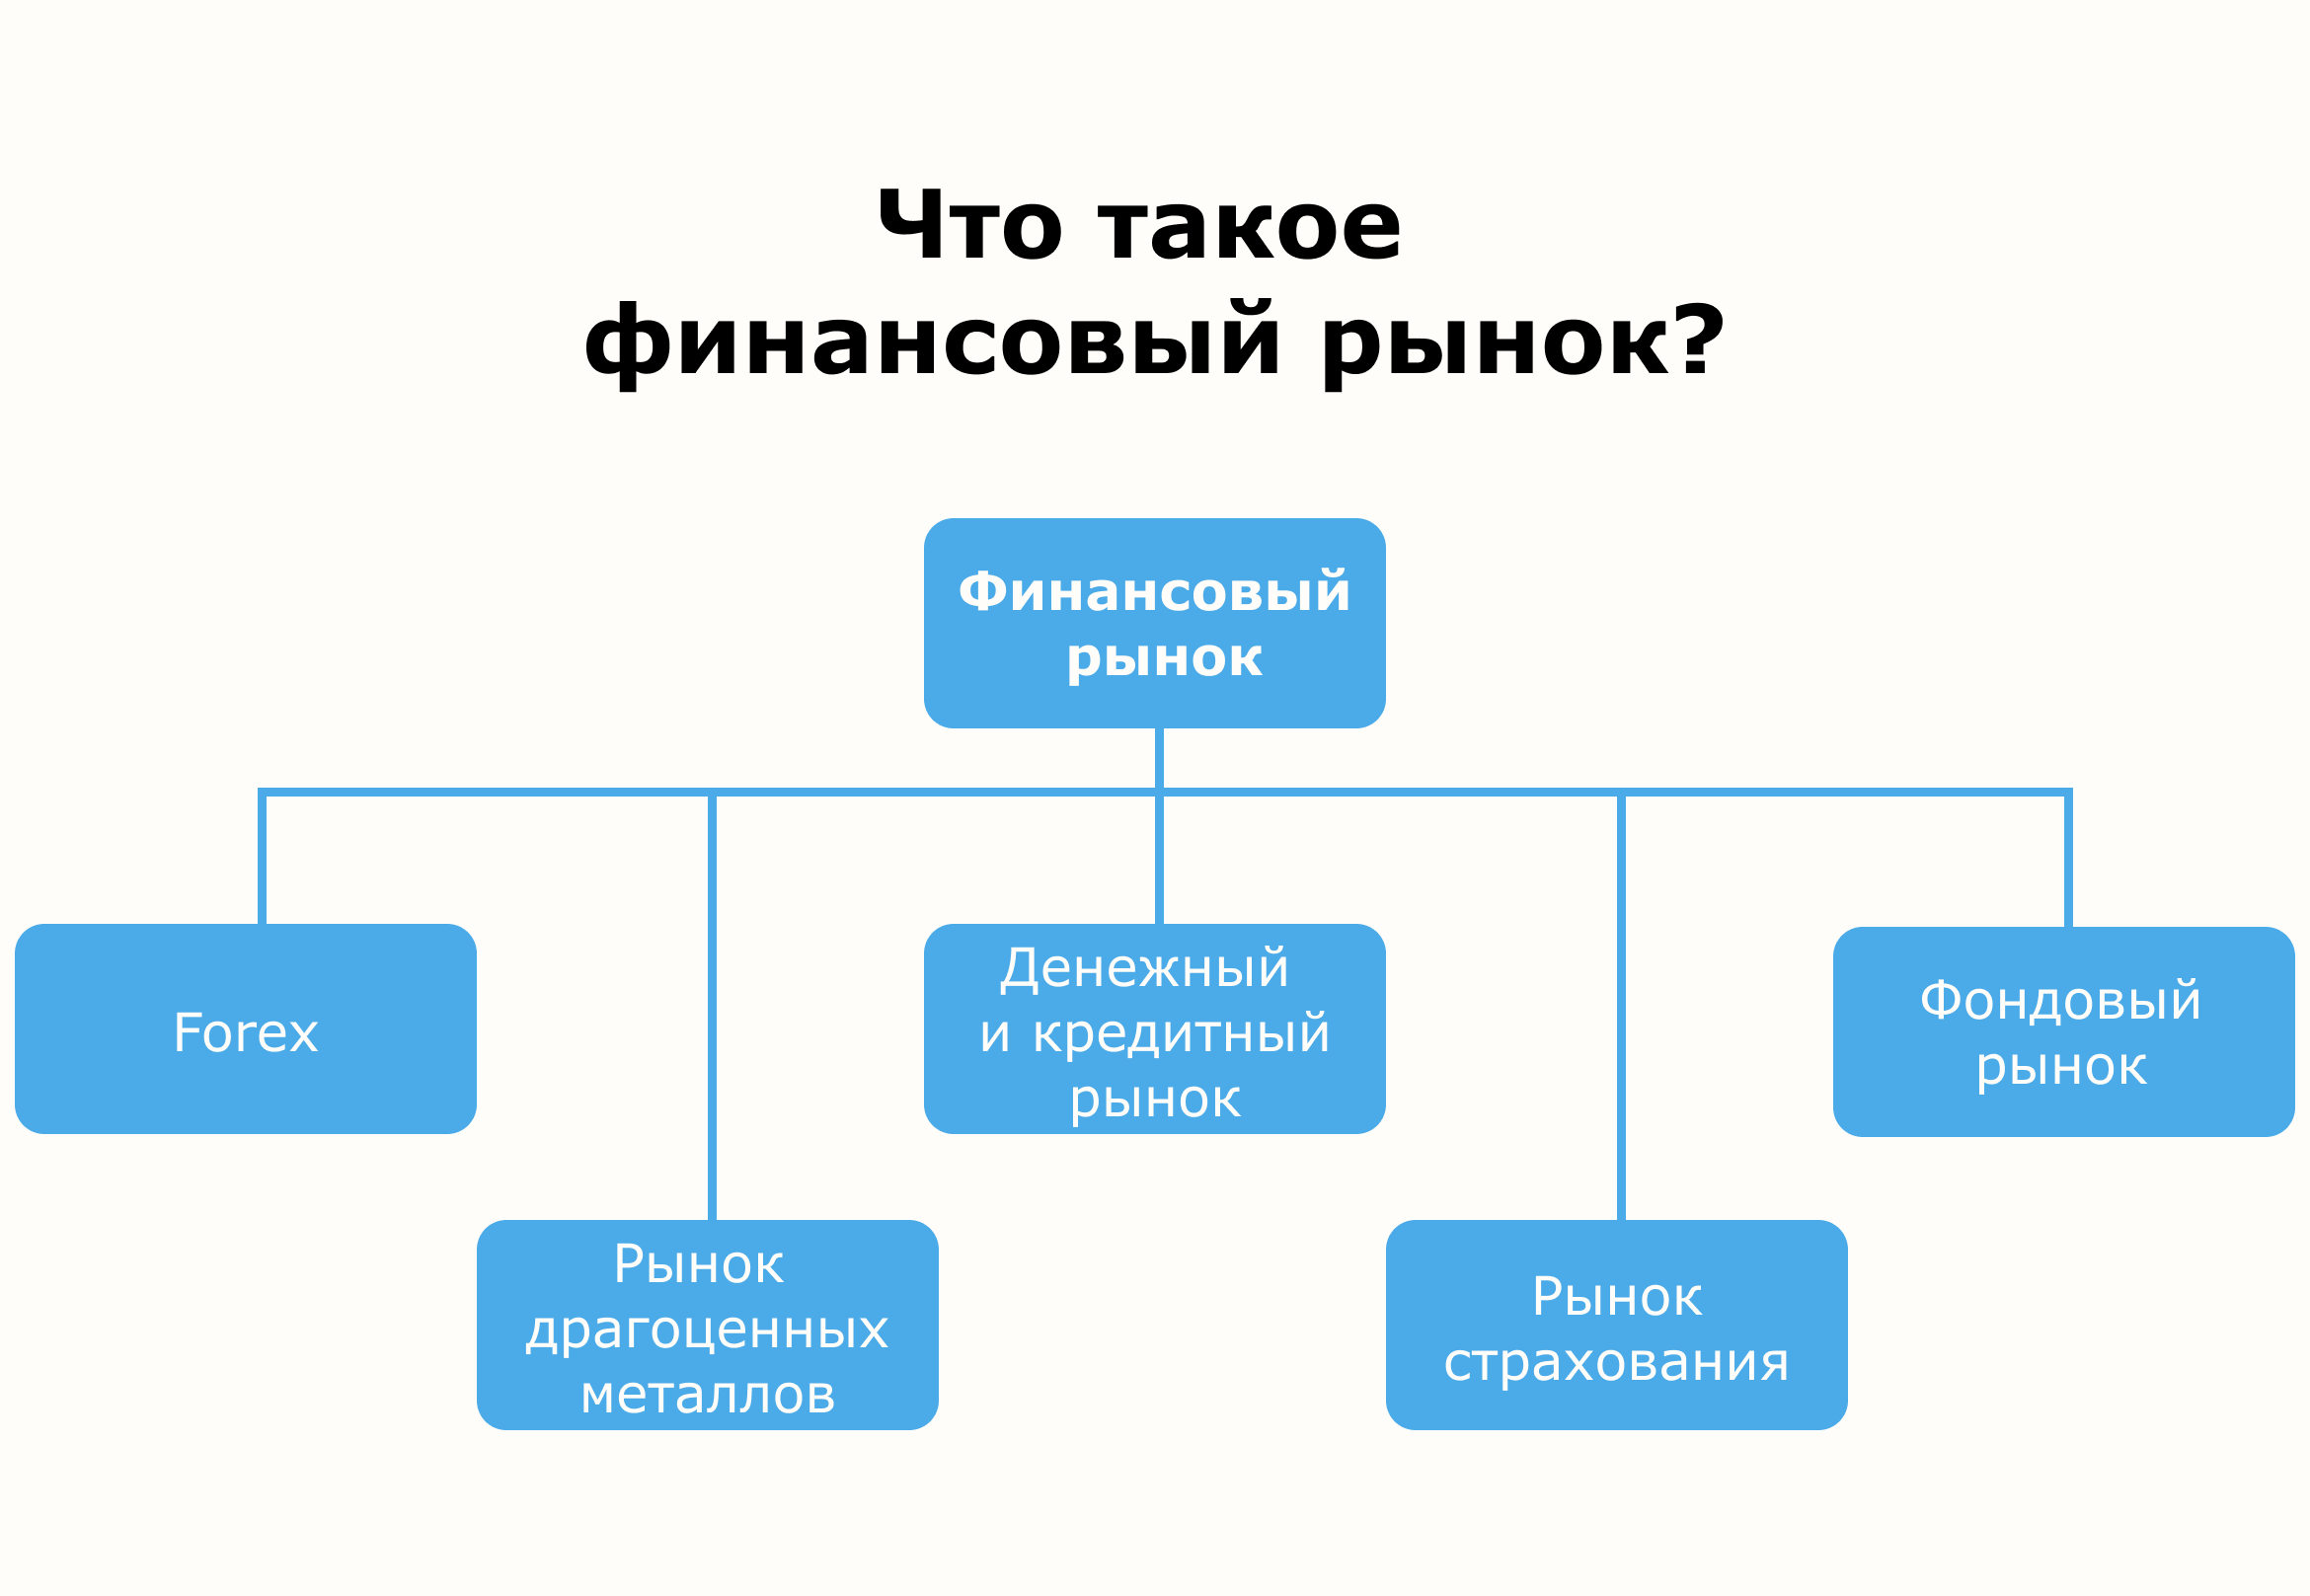 Что такое
финансовый рынок?
Финансовый
рынок
Forex
Денежный
и кредитный
рынок
Фондовый
рынок
Рынок
драгоценных
металлов
Рынок
страхования